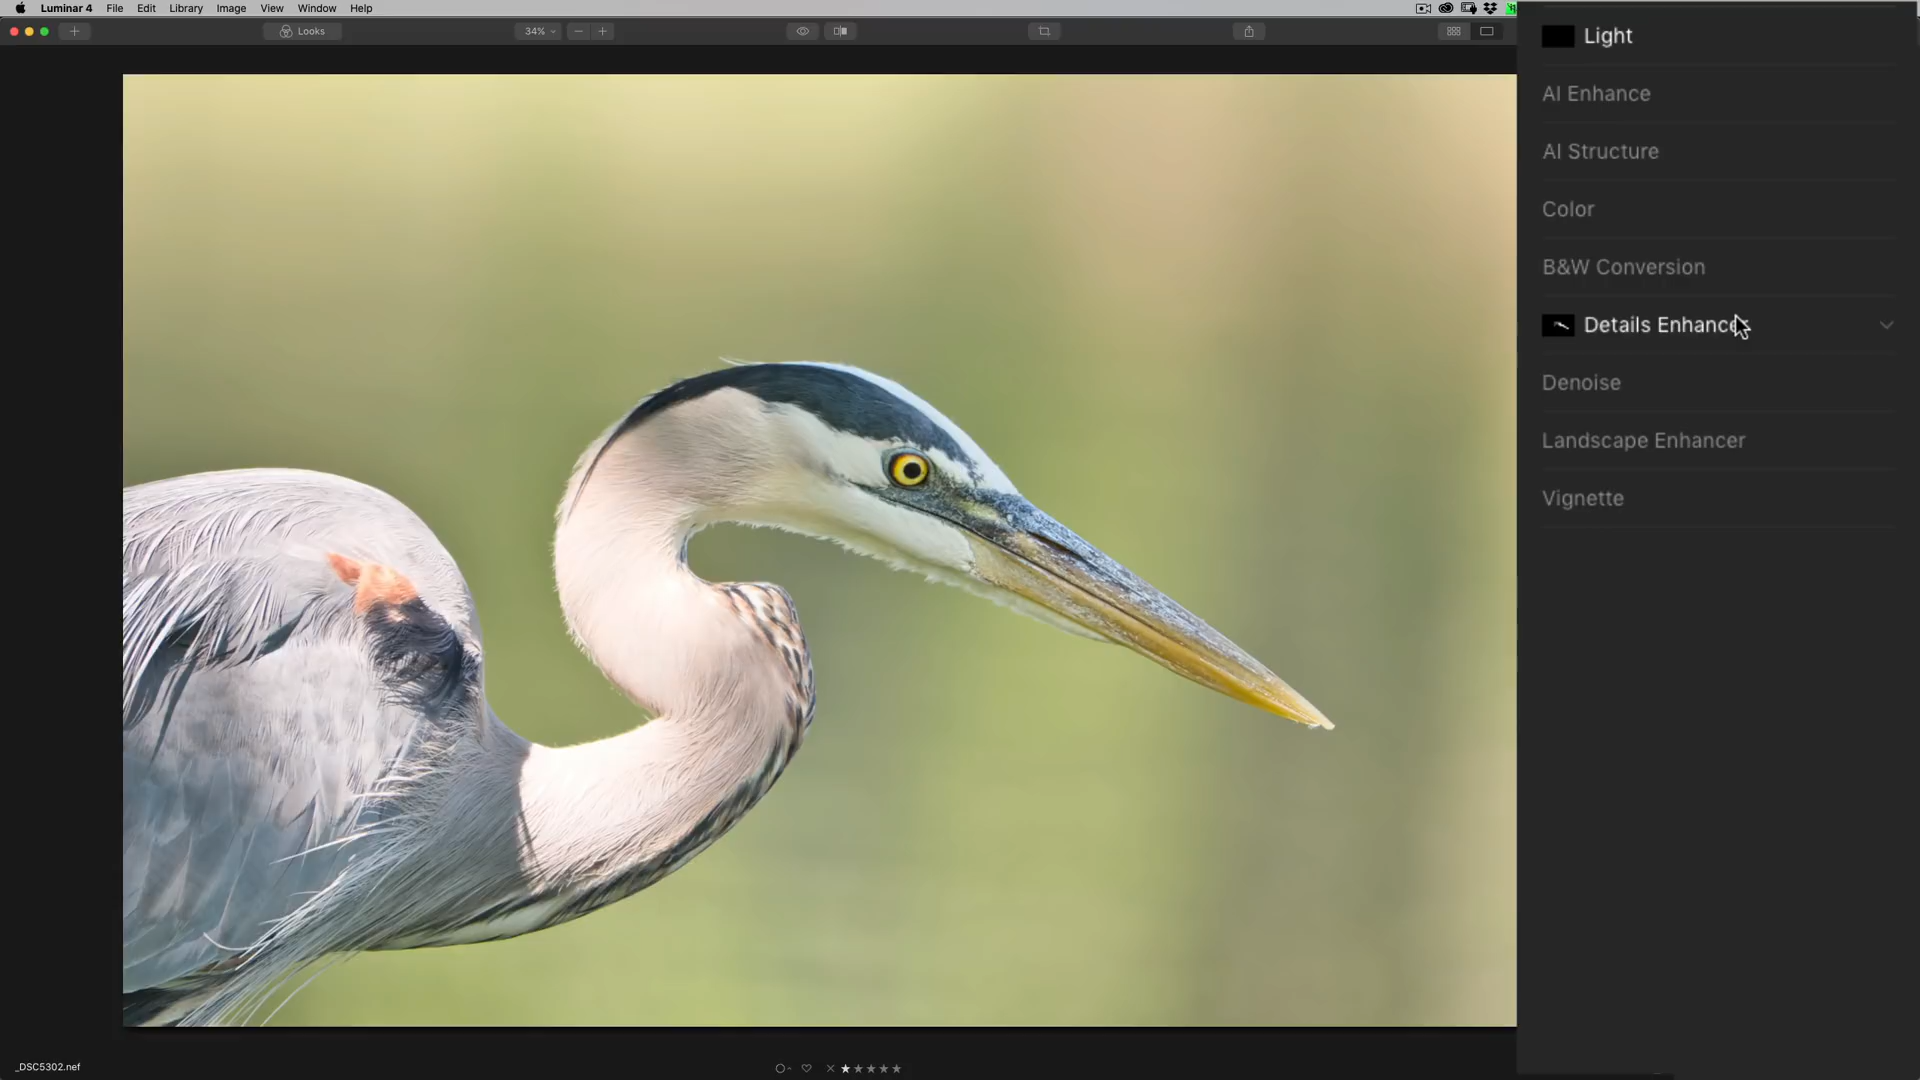 Luminar 4 File Edit Library Image View Window Help
Looks
34%
Light
AI Enhance
AI Structure
Color
B&W Conversion
Details Enhancer
Denoise
Landscape Enhancer
Vignette
_DSC5302.nef